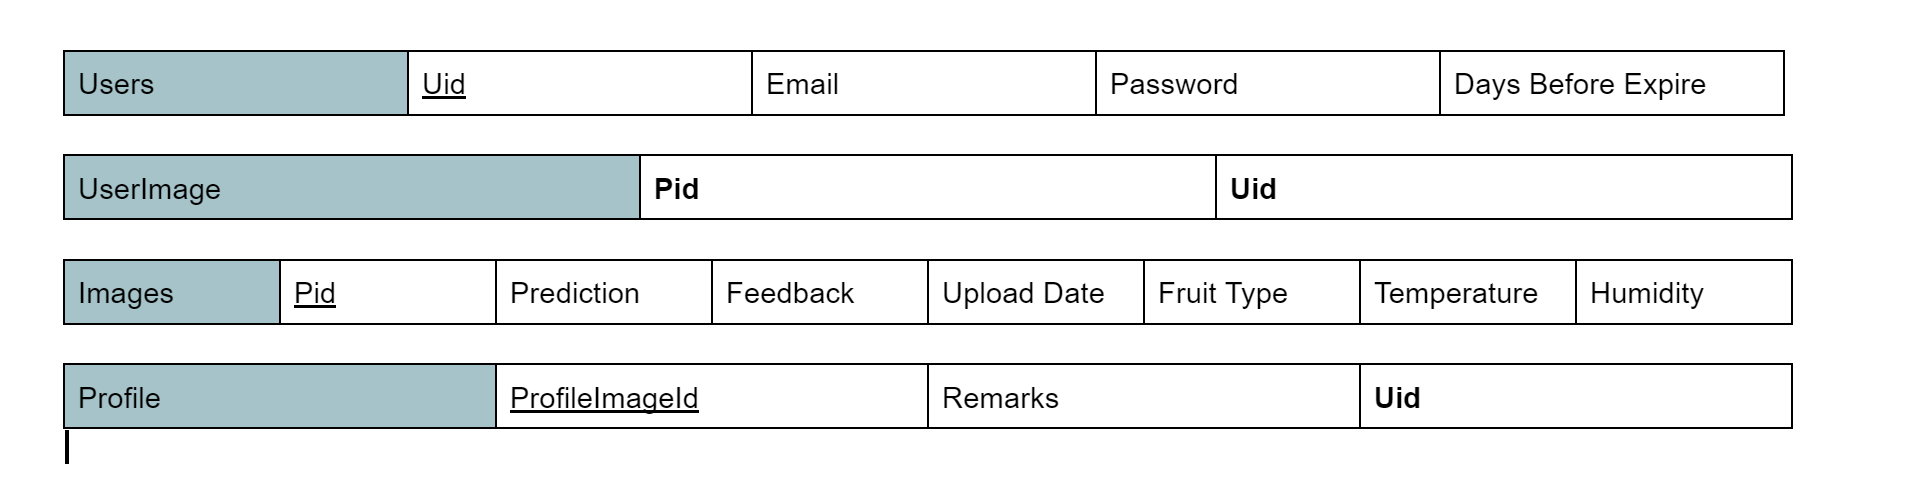 Users Uid Email Password Days Before Expire
UserImage Pid Uid
Images Pid Prediction Feedback Upload Date Fruit Type Temperature Humidity
Profile ProfileImageId Remarks Uid